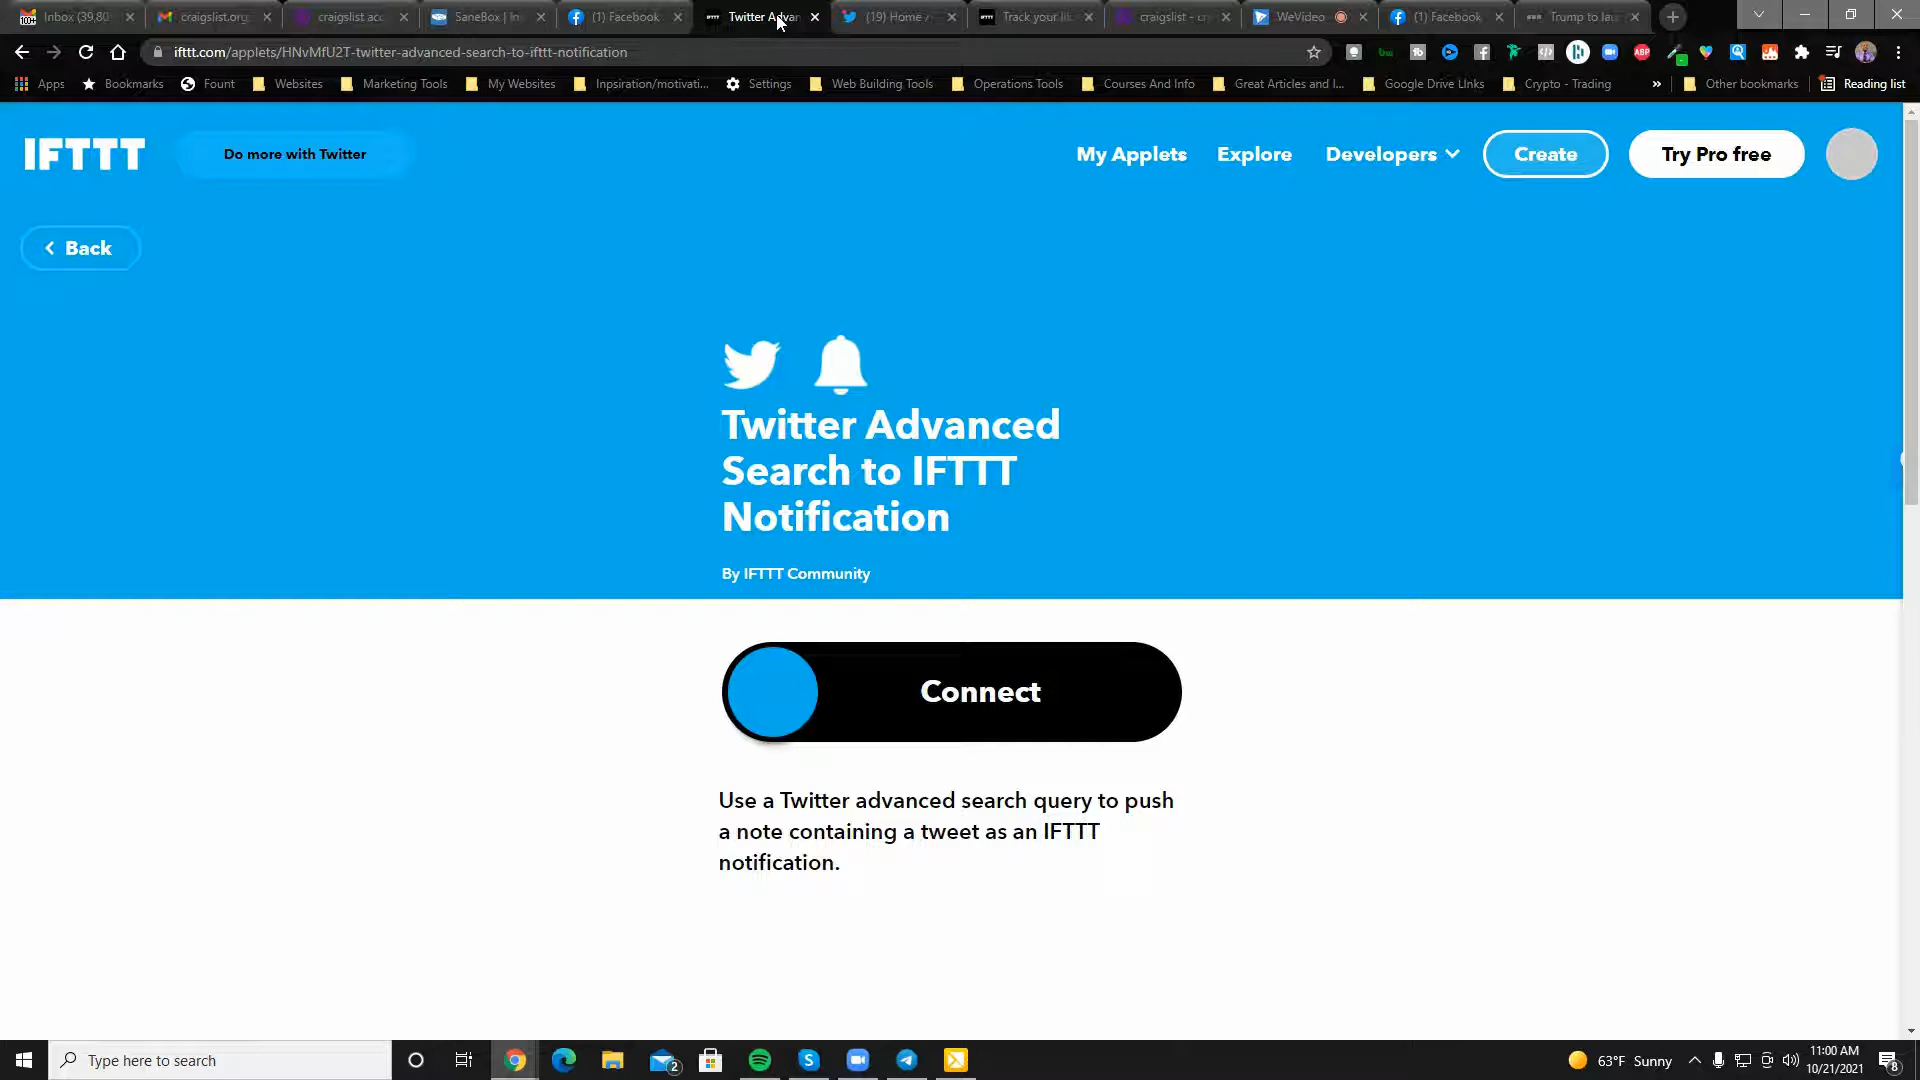 Inbox (39,80
craigslist.org
craigslist acc
SaneBox | In
(1) Facebook
Twitter Advan
(19) Home /
Track your lik
craigslist - cr
WeVideo
(1) Facebook
Trump to lau
ifttt.com/applets/HNvMfU2T-twitter-advanced-search-to-ifttt-notification
Apps
Bookmarks
Fount
Websites
Marketing Tools
My Websites
Inpsiration/motivati...
Settings
Web Building Tools
Operations Tools
Courses And Info
Great Articles and I...
Google Drive LInks
Crypto - Trading
»
Other bookmarks
Reading list
IFTTT
Do more with Twitter
My Applets
Explore
Developers
Create
Try Pro free
Back
Twitter Advanced
Search to IFTTT
Notification
By IFTTT Community
Connect
Use a Twitter advanced search query to push
a note containing a tweet as an IFTTT
notification.
Type here to search
2
63°F Sunny
11:00 AM
10/21/2021
8